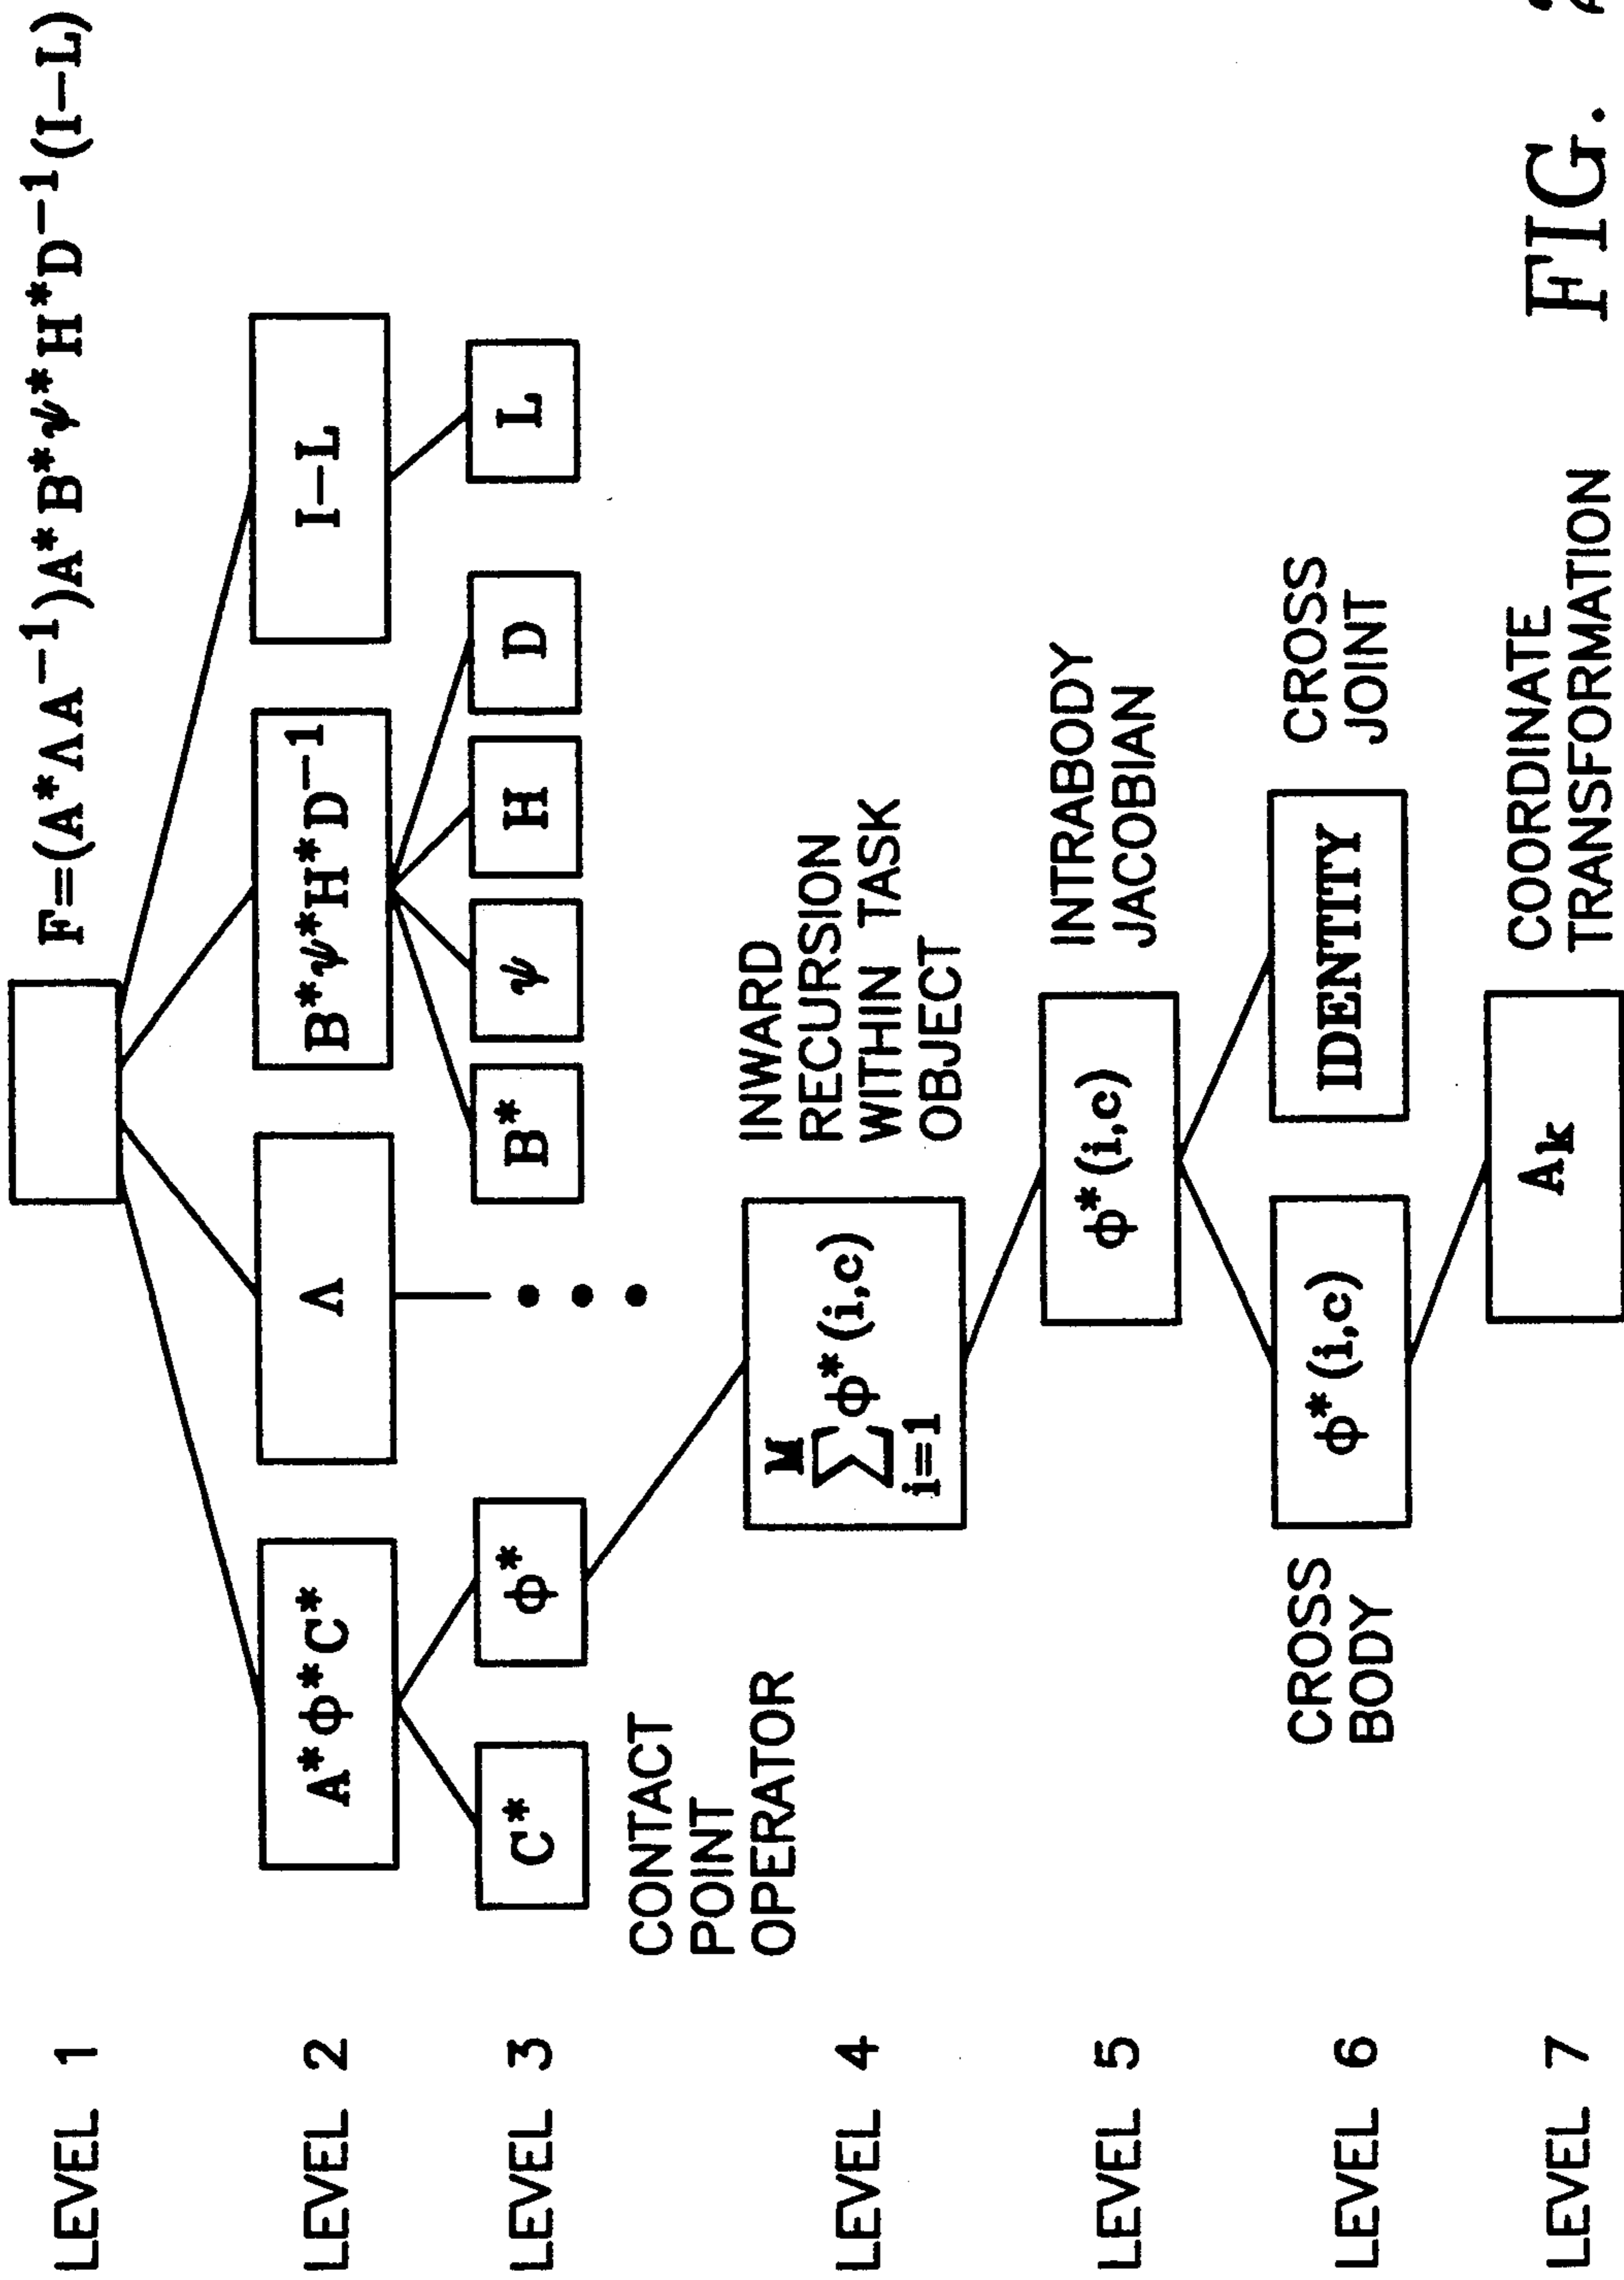 F=(A*ΛA⁻¹)A*B*ψ*H*D⁻¹(I−L)
LEVEL 1
LEVEL 2
A*ϕ*C*
Λ
B*ψ*H*D⁻¹
I−L
LEVEL 3
C*
ϕ*
B*
ψ
H
D
L
CONTACT
POINT
OPERATOR
LEVEL 4
M
∑ ϕ*(i,c)
i=1
INWARD
RECURSION
WITHIN TASK
OBJECT
LEVEL 5
ϕ*(i,c)
INTRABODY
JACOBIAN
LEVEL 6
CROSS
BODY
ϕ*(i,c)
IDENTITY
CROSS
JOINT
LEVEL 7
Ak
COORDINATE
TRANSFORMATION
FIG.